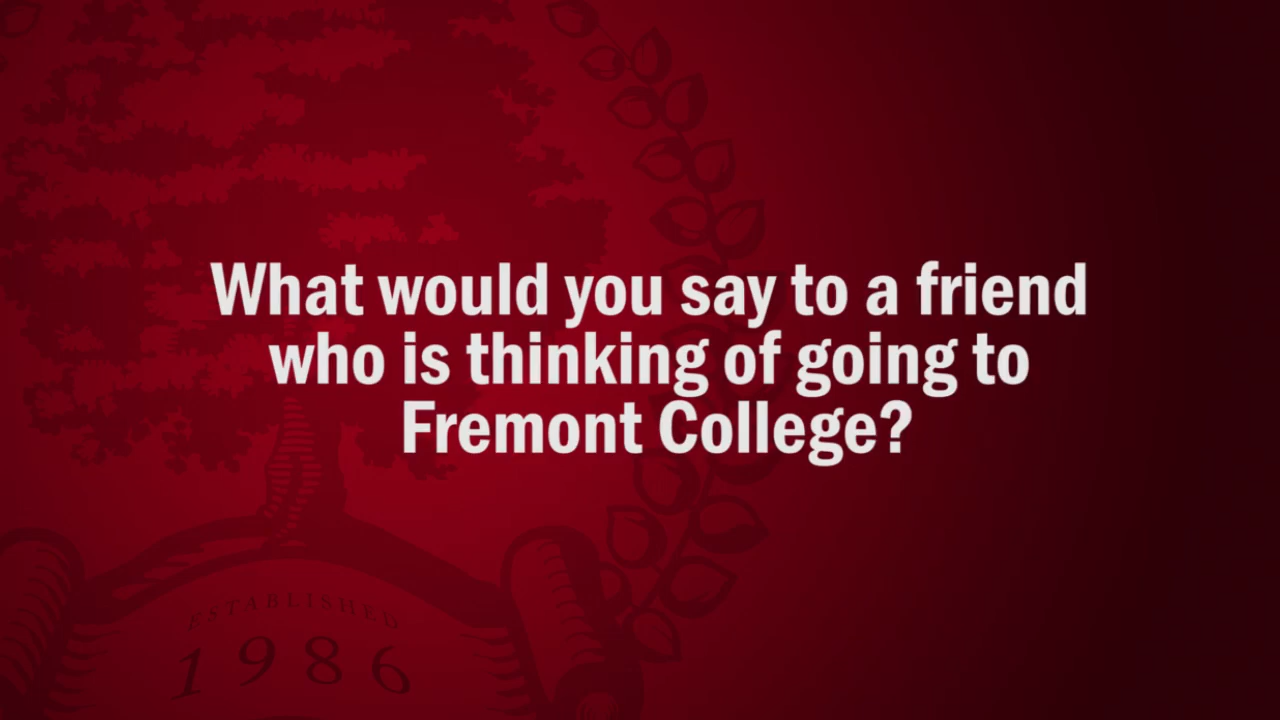 What would you say to a friend
who is thinking of going to
Fremont College?
ESTABLISHED
1986